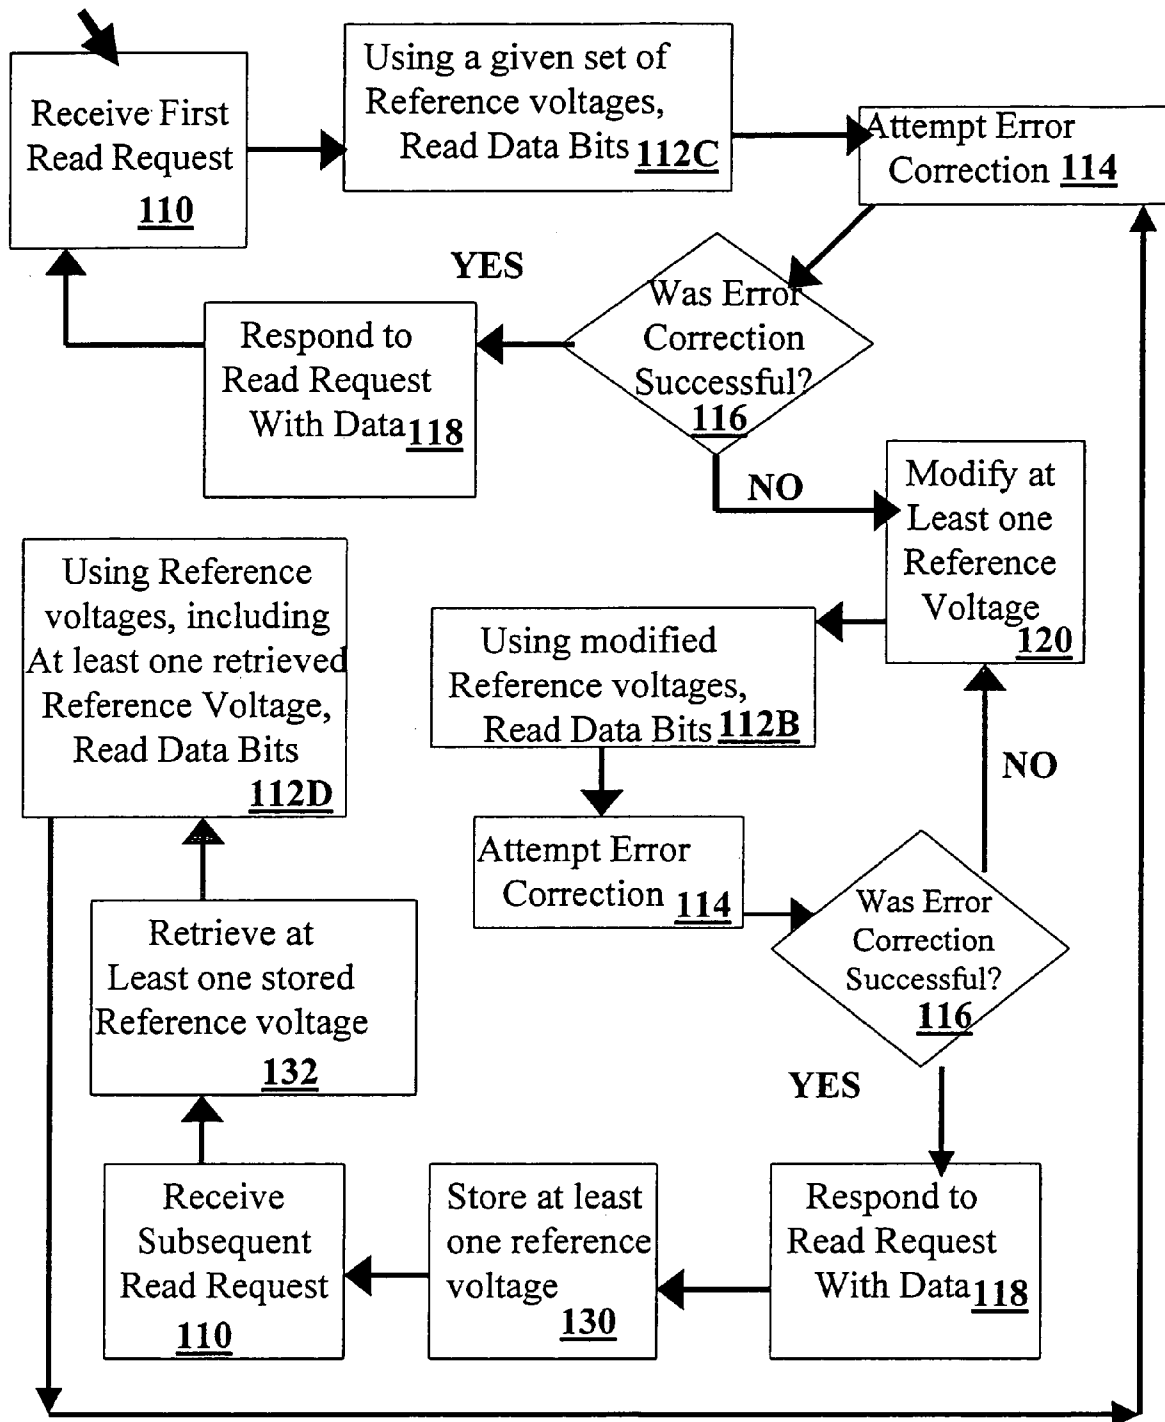 Receive First
Read Request
110
Using a given set of
Reference voltages,
Read Data Bits 112C
Attempt Error
Correction 114
YES
Was Error
Correction
Successful?
116
Respond to
Read Request
With Data 118
NO
Modify at
Least one
Reference
Voltage
120
Using Reference
voltages, including
At least one retrieved
Reference Voltage,
Read Data Bits
112D
Using modified
Reference voltages,
Read Data Bits 112B
NO
Attempt Error
Correction 114
Was Error
Correction
Successful?
116
Retrieve at
Least one stored
Reference voltage
132
YES
Receive
Subsequent
Read Request
110
Store at least
one reference
voltage
130
Respond to
Read Request
With Data 118